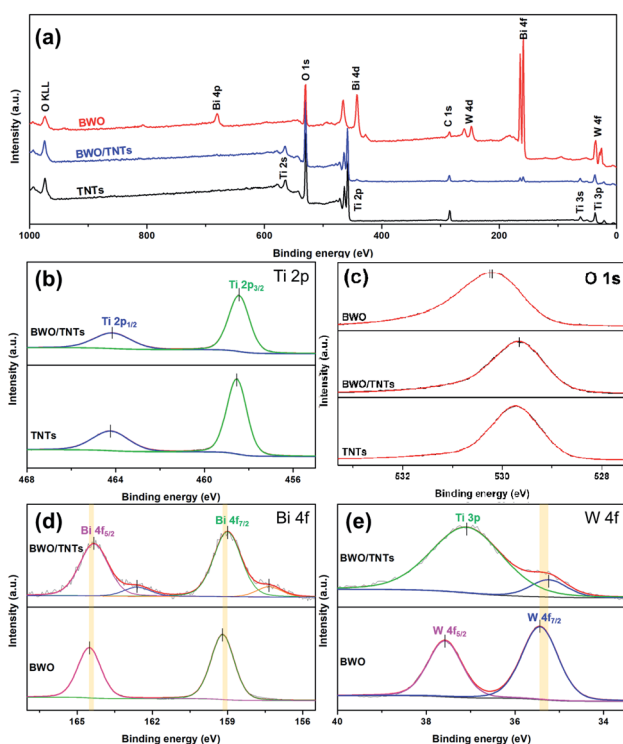 (a)
O KLL
Bi 4p
O 1s
Bi 4d
C 1s
W 4d
Bi 4f
W 4f
BWO
BWO/TNTs
Ti 2s
TNTs
Ti 2p
Ti 3s
Ti 3p
Intensity (a.u.)
1000 800 600 400 200 0
Binding energy (eV)
(b) Ti 2p
Ti 2p3/2
Ti 2p1/2
BWO/TNTs
TNTs
Intensity (a.u.)
468 464 460 456
Binding energy (eV)
(c) O 1s
BWO
BWO/TNTs
TNTs
Intensity (a.u.)
532 530 528
Binding energy (eV)
(d) Bi 4f
Bi 4f5/2
Bi 4f7/2
BWO/TNTs
BWO
Intensity (a.u.)
165 162 159 156
Binding energy (eV)
(e) W 4f
Ti 3p
BWO/TNTs
W 4f5/2
W 4f7/2
BWO
Intensity (a.u.)
40 38 36 34
Binding energy (eV)